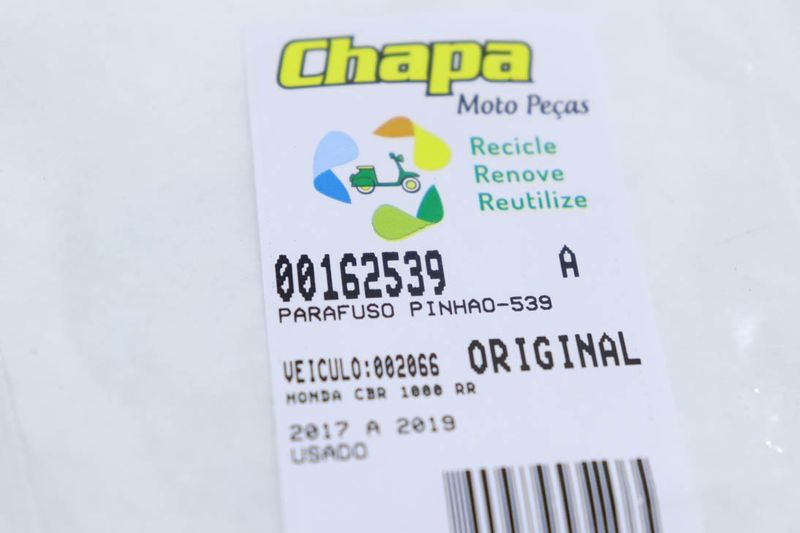 Chapa
Moto Peças
Recicle
Renove
Reutilize
00162539 A
PARAFUSO PINHAO-539
VEICULO:002066 ORIGINAL
HONDA CBR 1000 RR
2017 A 2019
USADO